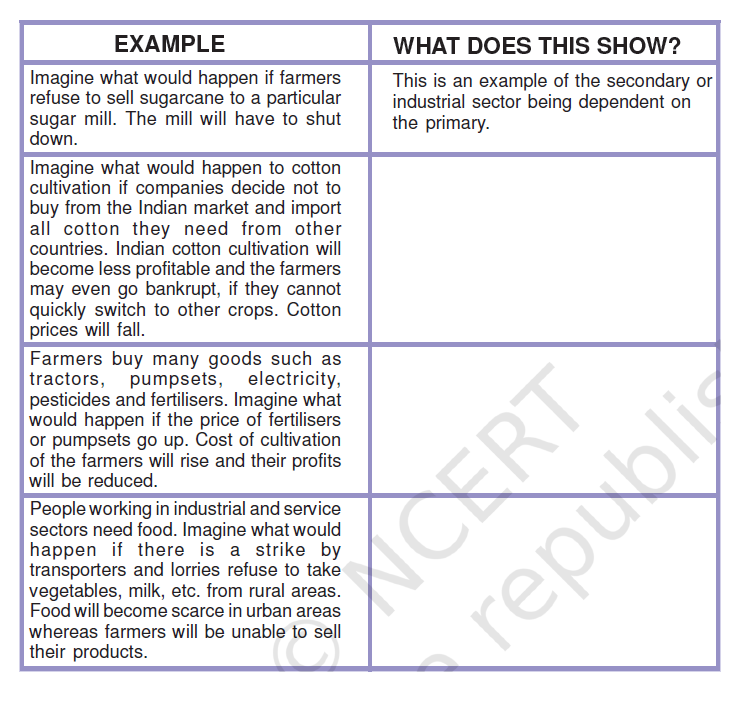 EXAMPLE
WHAT DOES THIS SHOW?
Imagine what would happen if farmers
refuse to sell sugarcane to a particular
sugar mill. The mill will have to shut
down.
This is an example of the secondary or
industrial sector being dependent on
the primary.
Imagine what would happen to cotton
cultivation if companies decide not to
buy from the Indian market and import
all cotton they need from other
countries. Indian cotton cultivation will
become less profitable and the farmers
may even go bankrupt, if they cannot
quickly switch to other crops. Cotton
prices will fall.
Farmers buy many goods such as
tractors, pumpsets, electricity,
pesticides and fertilisers. Imagine what
would happen if the price of fertilisers
or pumpsets go up. Cost of cultivation
of the farmers will rise and their profits
will be reduced.
People working in industrial and service
sectors need food. Imagine what would
happen if there is a strike by
transporters and lorries refuse to take
vegetables, milk, etc. from rural areas.
Food will become scarce in urban areas
whereas farmers will be unable to sell
their products.
© NCERT
republis